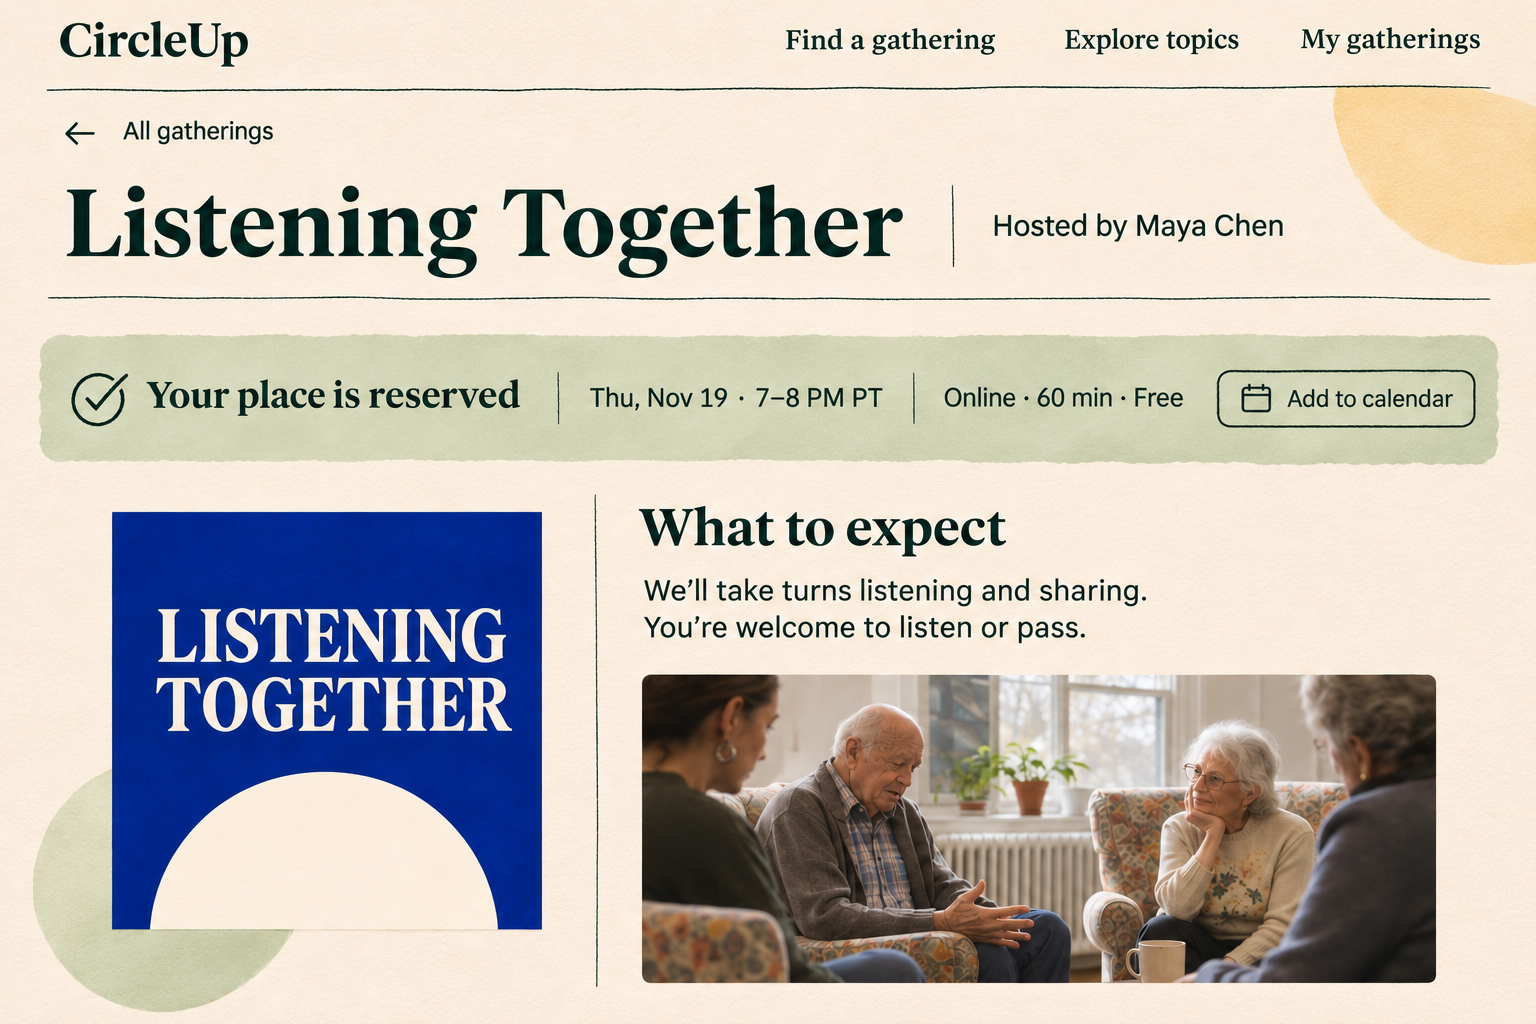 CircleUp
Find a gathering
Explore topics
My gatherings
All gatherings
Listening Together
Hosted by Maya Chen
Your place is reserved
Thu, Nov 19 · 7–8 PM PT
Online · 60 min · Free
Add to calendar
LISTENING
TOGETHER
What to expect
We’ll take turns listening and sharing.
You’re welcome to listen or pass.